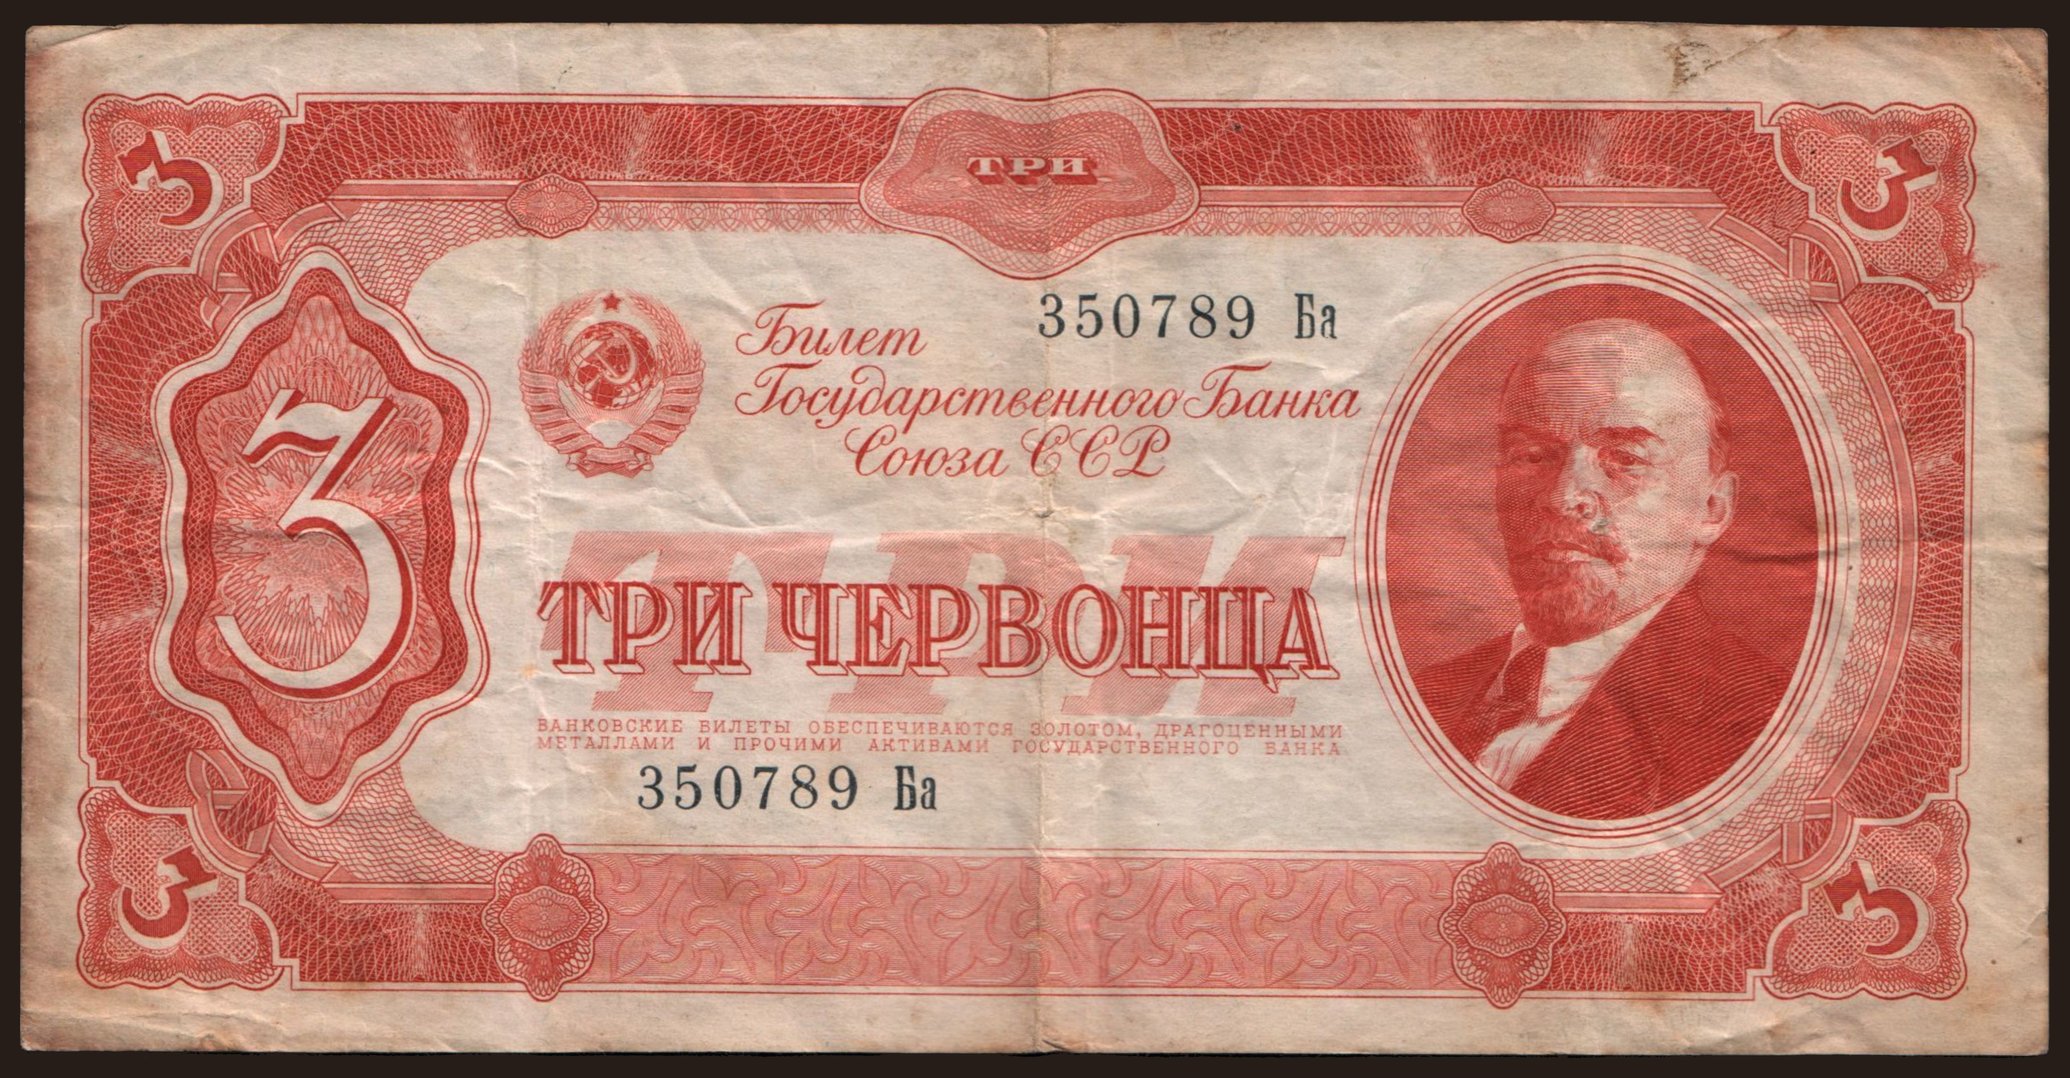 3
ТРИ
3
350789 Ба
Билет
Государственного Банка
Союза ССР
3
ТРИ
ТРИ ЧЕРВОНЦА
БАНКОВСКИЕ БИЛЕТЫ ОБЕСПЕЧИВАЮТСЯ ЗОЛОТОМ, ДРАГОЦЕННЫМИ
МЕТАЛЛАМИ И ПРОЧИМИ АКТИВАМИ ГОСУДАРСТВЕННОГО БАНКА
350789 Ба
3
3